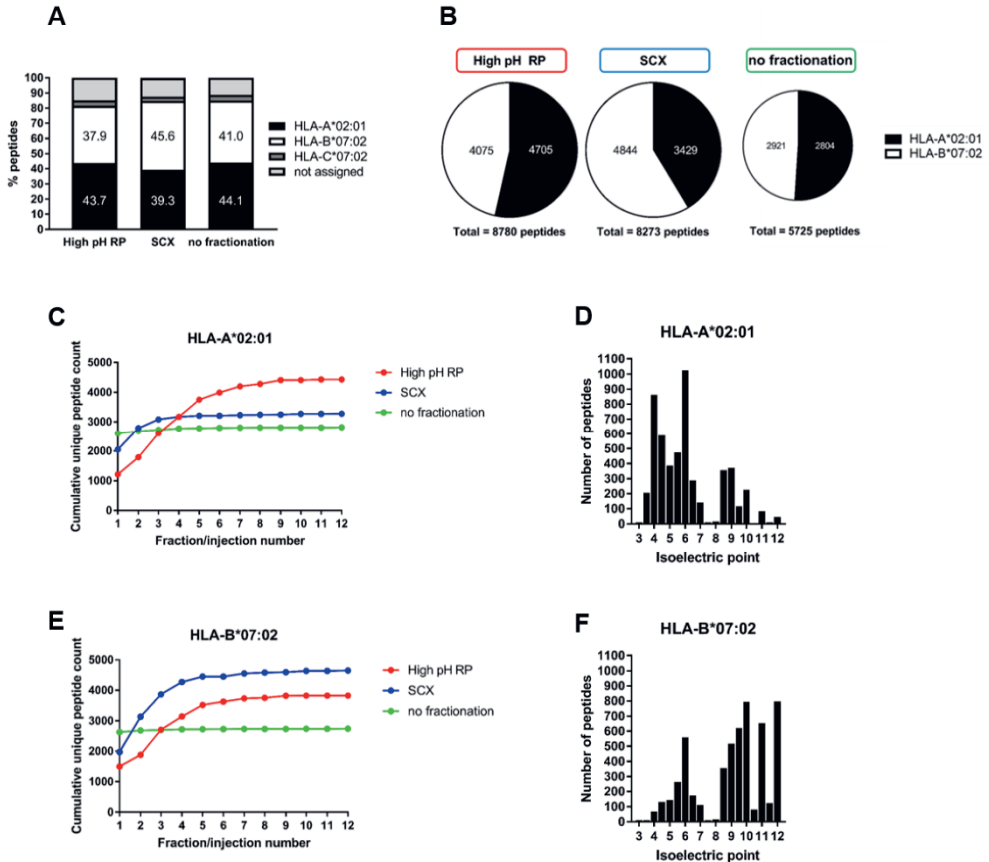 A
100
90
80
70
60
50
40
30
20
10
0
% peptides
37.9
45.6
41.0
43.7
39.3
44.1
High pH RP
SCX
no fractionation
HLA-A*02:01
HLA-B*07:02
HLA-C*07:02
not assigned
B
High pH RP
SCX
no fractionation
4075
4705
4844
3429
2921
2804
HLA-A*02:01
HLA-B*07:02
Total = 8780 peptides
Total = 8273 peptides
Total = 5725 peptides
C
HLA-A*02:01
Cumulative unique peptide count
5000
4000
3000
2000
1000
0
1 2 3 4 5 6 7 8 9 10 11 12
Fraction/injection number
High pH RP
SCX
no fractionation
D
HLA-A*02:01
Number of peptides
1100
1000
900
800
700
600
500
400
300
200
100
0
3 4 5 6 7 8 9 10 11 12
Isoelectric point
E
HLA-B*07:02
Cumulative unique peptide count
5000
4000
3000
2000
1000
0
1 2 3 4 5 6 7 8 9 10 11 12
Fraction/injection number
High pH RP
SCX
no fractionation
F
HLA-B*07:02
Number of peptides
1100
1000
900
800
700
600
500
400
300
200
100
0
3 4 5 6 7 8 9 10 11 12
Isoelectric point